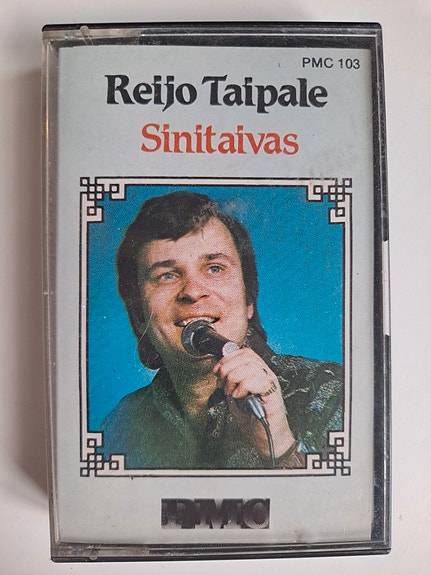 PMC 103
Reijo Taipale
Sinitaivas
PMC